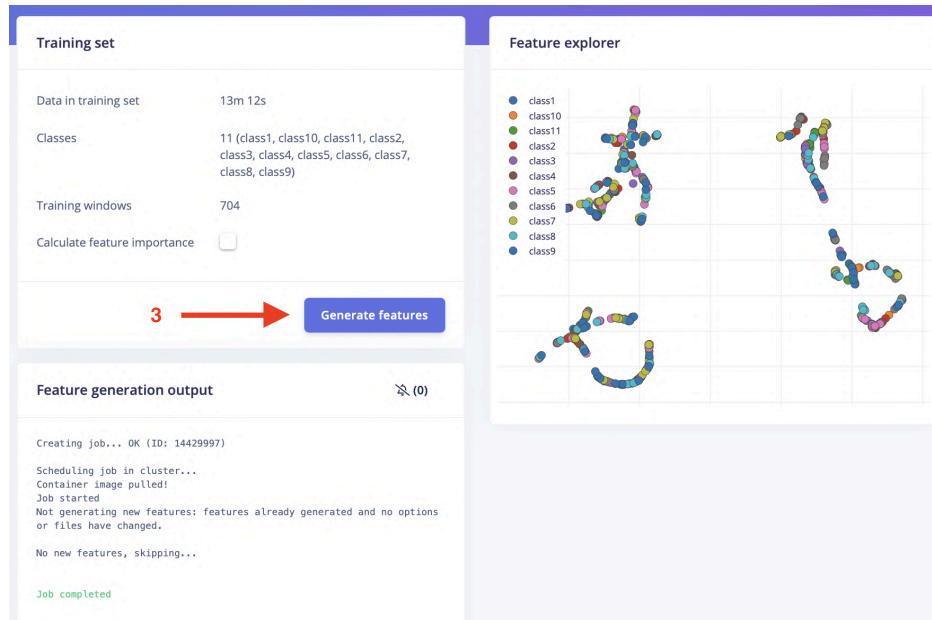 Training set
Data in training set 13m 12s
Classes 11 (class1, class10, class11, class2,
class3, class4, class5, class6, class7,
class8, class9)
Training windows 704
Calculate feature importance
3 Generate features
Feature generation output (0)
Creating job... OK (ID: 14429997)
Scheduling job in cluster...
Container image pulled!
Job started
Not generating new features: features already generated and no options
or files have changed.
No new features, skipping...
Job completed
Feature explorer
class1
class10
class11
class2
class3
class4
class5
class6
class7
class8
class9